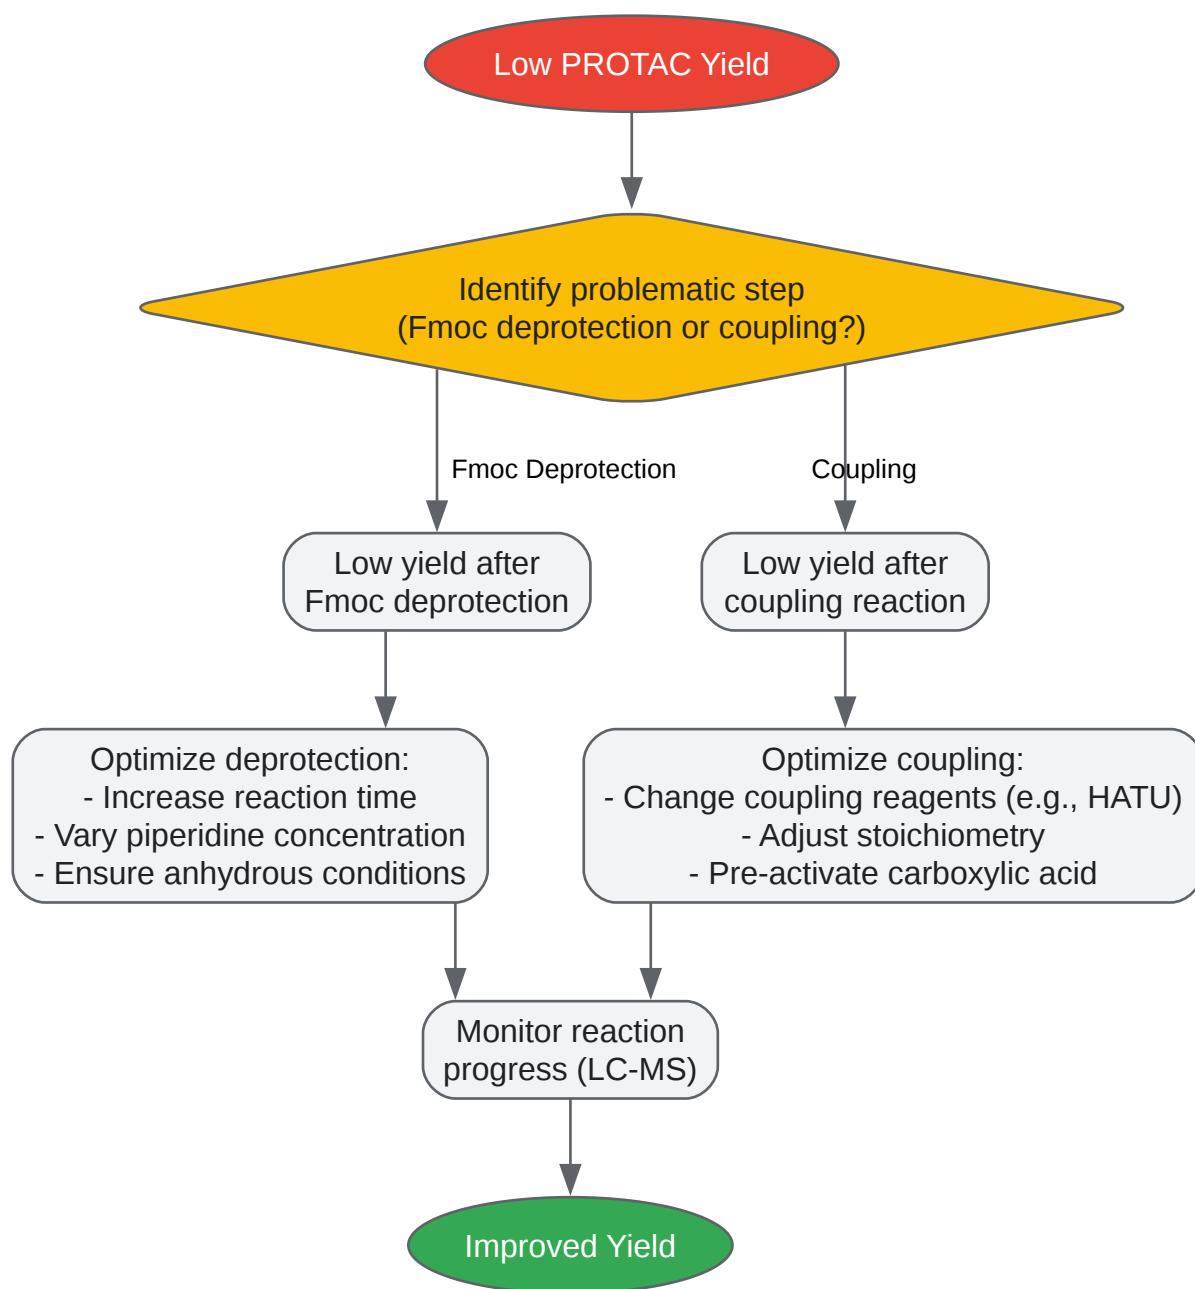 Low PROTAC Yield
Identify problematic step
(Fmoc deprotection or coupling?)
Fmoc Deprotection
Coupling
Low yield after
Fmoc deprotection
Low yield after
coupling reaction
Optimize deprotection:
- Increase reaction time
- Vary piperidine concentration
- Ensure anhydrous conditions
Optimize coupling:
- Change coupling reagents (e.g., HATU)
- Adjust stoichiometry
- Pre-activate carboxylic acid
Monitor reaction
progress (LC-MS)
Improved Yield